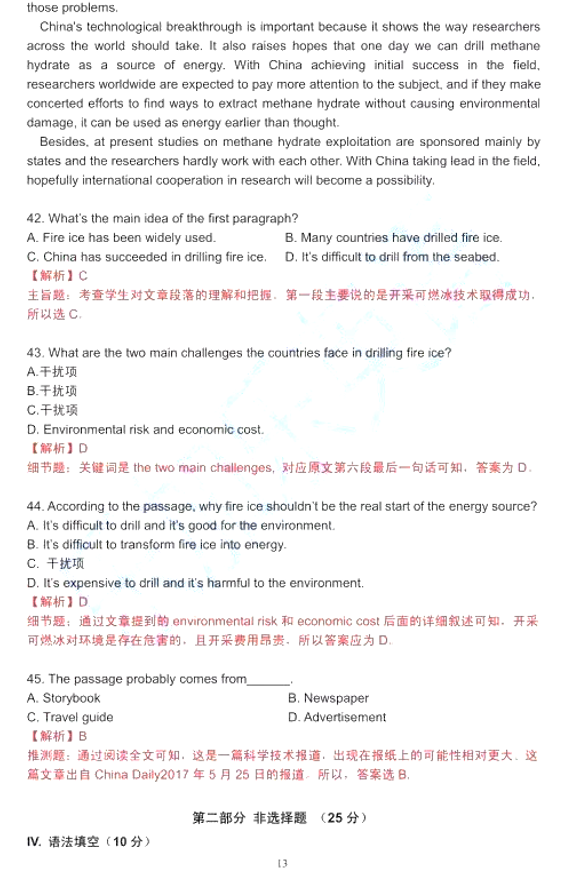 those problems.
China's technological breakthrough is important because it shows the way researchers
across the world should take. It also raises hopes that one day we can drill methane
hydrate as a source of energy. With China achieving initial success in the field,
researchers worldwide are expected to pay more attention to the subject, and if they make
concerted efforts to find ways to extract methane hydrate without causing environmental
damage, it can be used as energy earlier than thought.
Besides, at present studies on methane hydrate exploitation are sponsored mainly by
states and the researchers hardly work with each other. With China taking lead in the field,
hopefully international cooperation in research will become a possibility.
42. What's the main idea of the first paragraph?
A. Fire ice has been widely used. B. Many countries have drilled fire ice.
C. China has succeeded in drilling fire ice. D. It's difficult to drill from the seabed.
【解析】C
主旨题：考查学生对文章段落的理解和把握。第一段主要说的是开采可燃冰技术取得成功，
所以选 C.
43. What are the two main challenges the countries face in drilling fire ice?
A.干扰项
B.干扰项
C.干扰项
D. Environmental risk and economic cost.
【解析】D
细节题：关键词是 the two main challenges, 对应原文第六段最后一句话可知，答案为 D.
44. According to the passage, why fire ice shouldn't be the real start of the energy source?
A. It's difficult to drill and it's good for the environment.
B. It's difficult to transform fire ice into energy.
C. 干扰项
D. It's expensive to drill and it's harmful to the environment.
【解析】D
细节题：通过文章提到的 environmental risk 和 economic cost 后面的详细叙述可知，开采
可燃冰对环境是存在危害的，且开采费用昂贵，所以答案应为 D.
45. The passage probably comes from______.
A. Storybook B. Newspaper
C. Travel guide D. Advertisement
【解析】B
推测题：通过阅读全文可知，这是一篇科学技术报道，出现在报纸上的可能性相对更大。这
篇文章出自 China Daily2017 年 5 月 25 日的报道。所以，答案选 B.
第二部分 非选择题 （25 分）
IV. 语法填空（10 分）
13